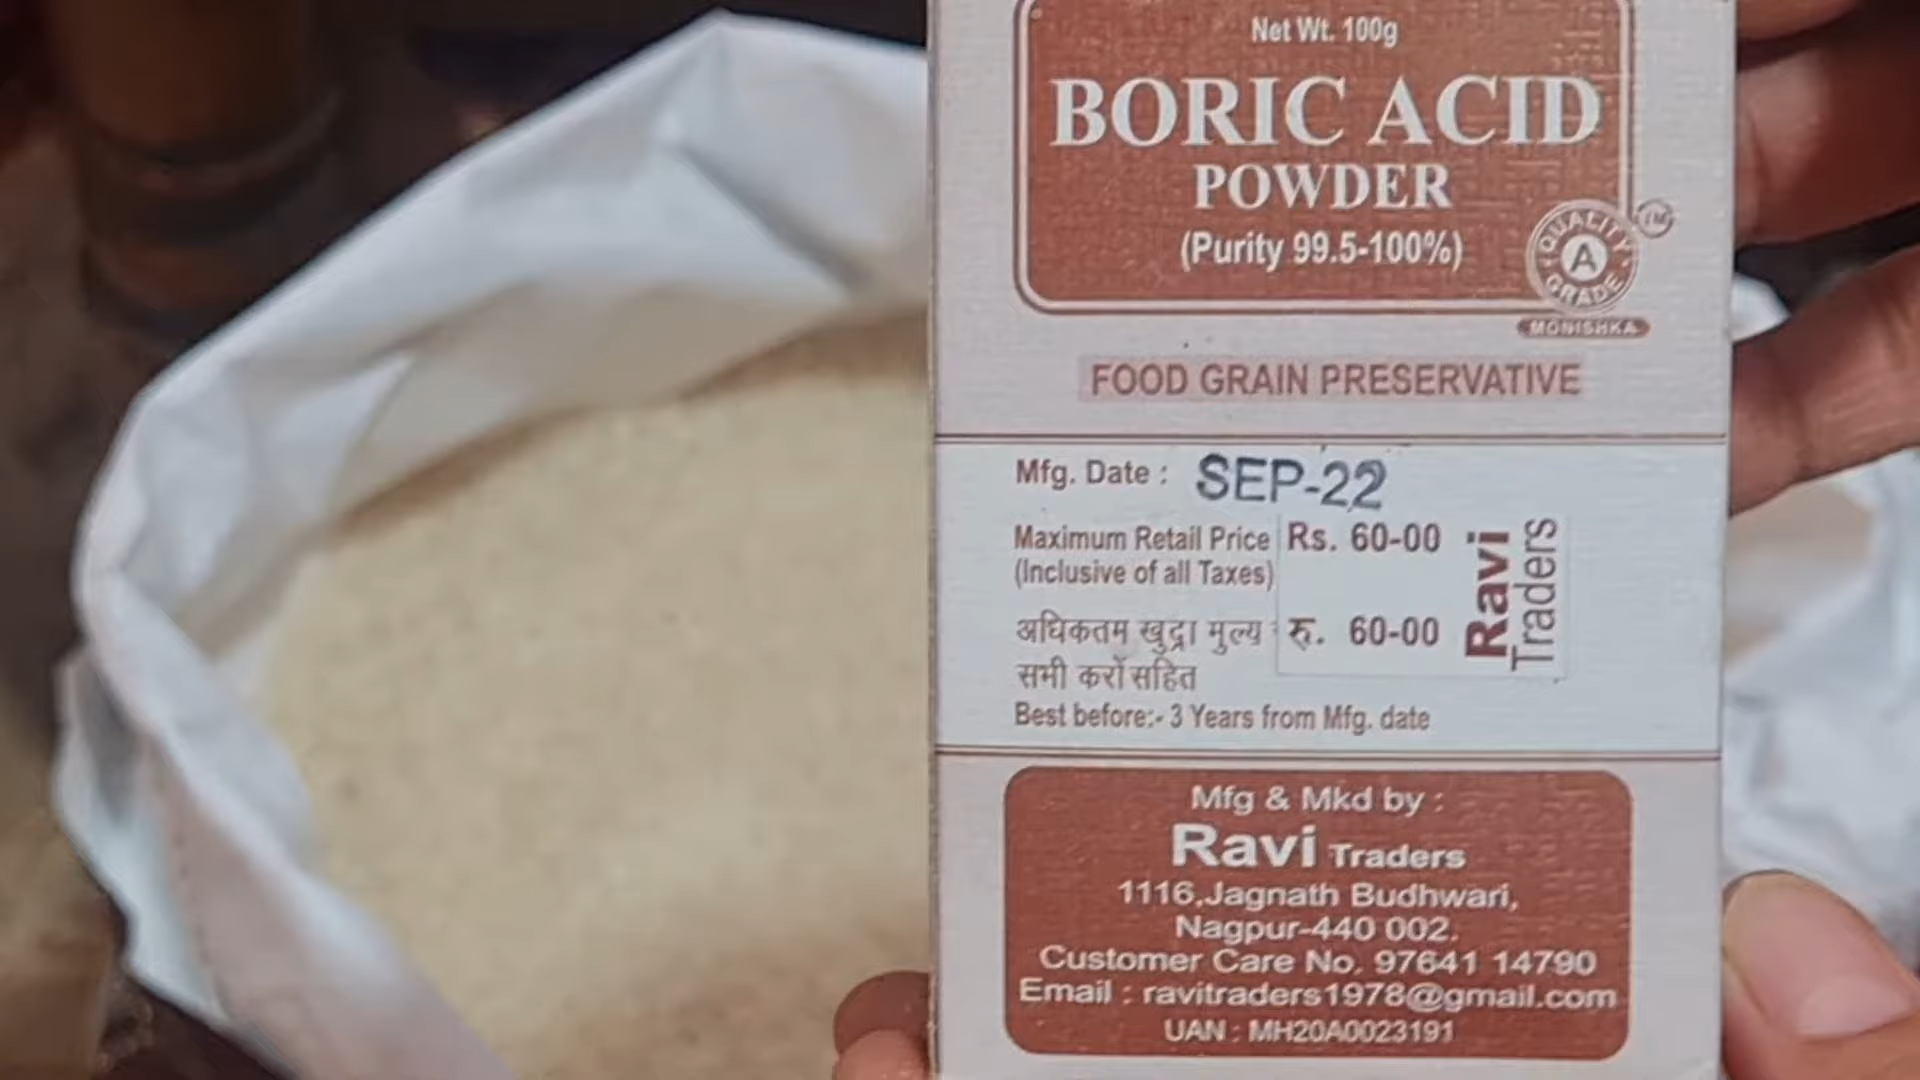 Net Wt. 100g
BORIC ACID
POWDER
(Purity 99.5-100%)
QUALITY
A
GRADE
TM
MONISHKA
FOOD GRAIN PRESERVATIVE
Mfg. Date : SEP-22
Maximum Retail Price Rs. 60-00
(Inclusive of all Taxes)
अधिकतम खुद्रा मुल्य रु. 60-00
सभी करों सहित
Ravi
Traders
Best before:- 3 Years from Mfg. date
Mfg & Mkd by :
Ravi Traders
1116,Jagnath Budhwari,
Nagpur-440 002.
Customer Care No. 97641 14790
Email : ravitraders1978@gmail.com
UAN : MH20A0023191